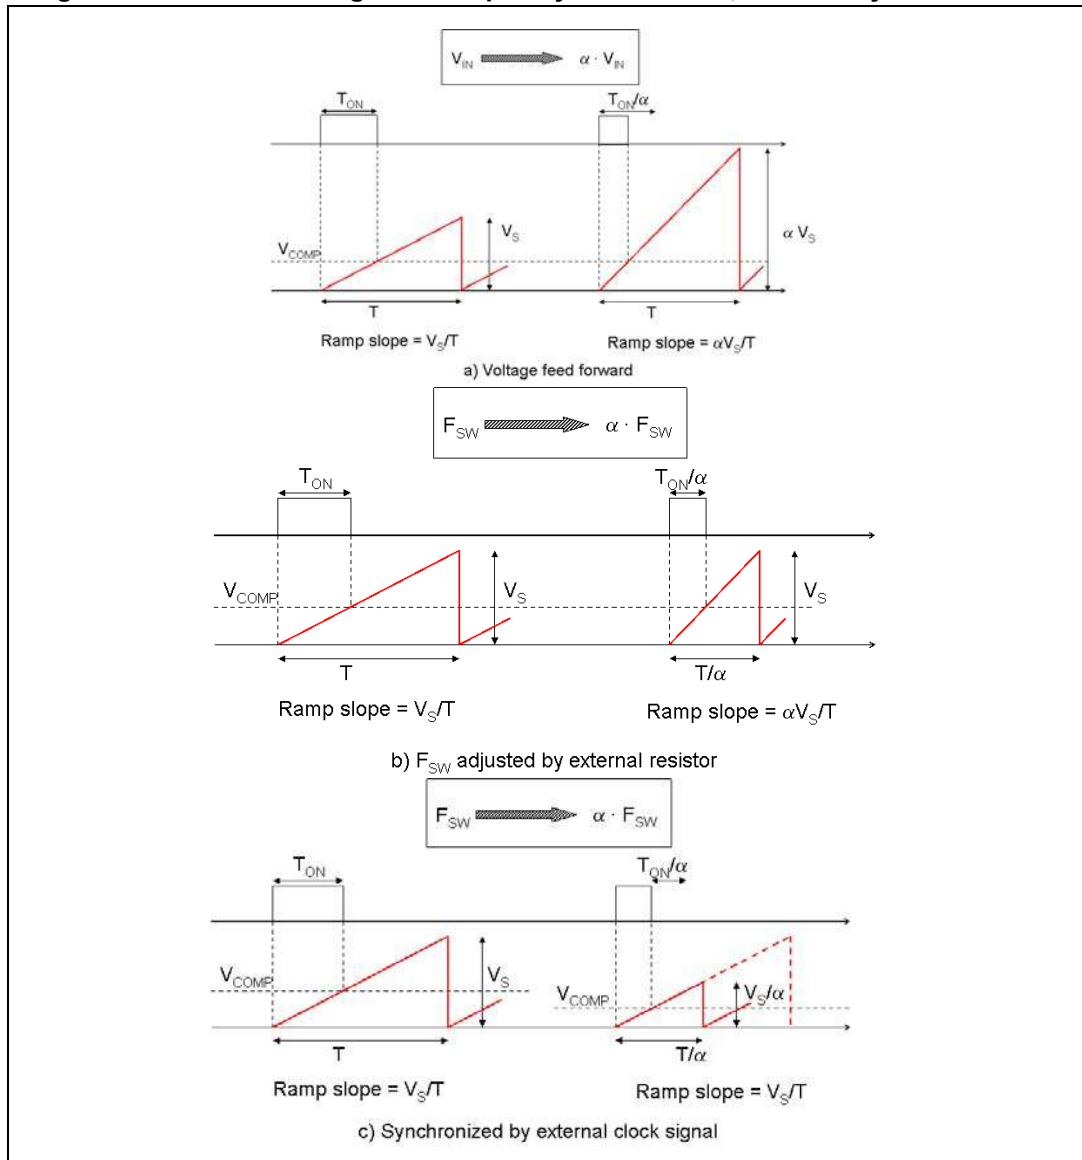 V_IN α · V_IN
T_ON T_ON/α
V_S
α V_S
V_COMP
T T
Ramp slope = V_S/T Ramp slope = αV_S/T
a) Voltage feed forward
F_SW α · F_SW
T_ON T_ON/α
V_COMP V_S V_S
T T/α
Ramp slope = V_S/T Ramp slope = αV_S/T
b) F_SW adjusted by external resistor
F_SW α · F_SW
T_ON T_ON/α
V_COMP V_S V_COMP V_S/α
T T/α
Ramp slope = V_S/T Ramp slope = V_S/T
c) Synchronized by external clock signal